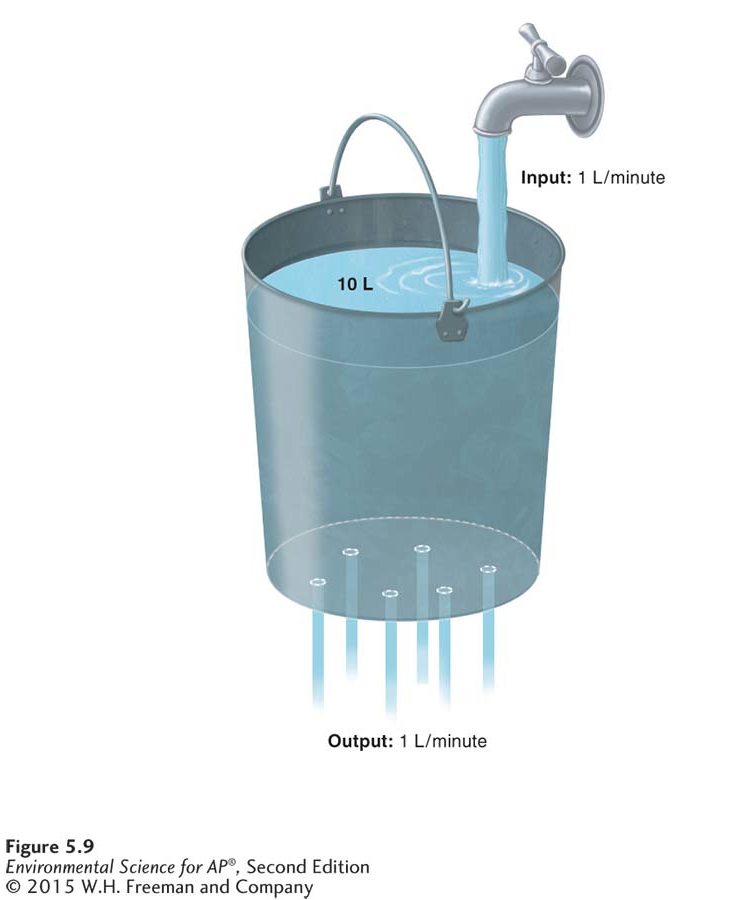 Input: 1 L/minute
10 L
Output: 1 L/minute
Figure 5.9
Environmental Science for AP®, Second Edition
© 2015 W.H. Freeman and Company